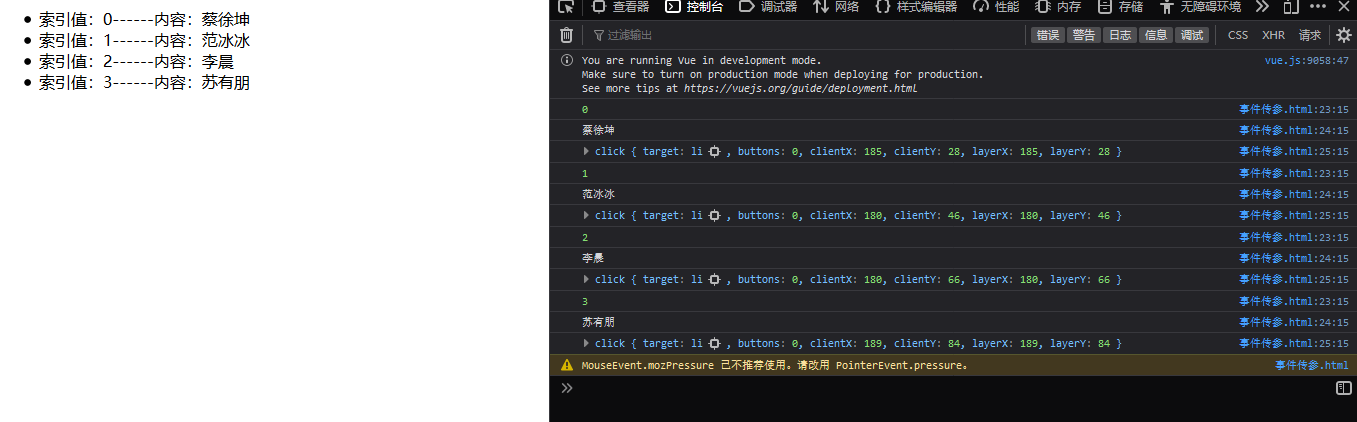 索引值：0------内容：蔡徐坤
索引值：1------内容：范冰冰
索引值：2------内容：李晨
索引值：3------内容：苏有朋
查看器 控制台 调试器 网络 样式编辑器 性能 内存 存储 无障碍环境
过滤输出 错误 警告 日志 信息 调试 CSS XHR 请求
You are running Vue in development mode. vue.js:9058:47
Make sure to turn on production mode when deploying for production.
See more tips at https://vuejs.org/guide/deployment.html
0 事件传参.html:23:15
蔡徐坤 事件传参.html:24:15
click { target: li , buttons: 0, clientX: 185, clientY: 28, layerX: 185, layerY: 28 } 事件传参.html:25:15
1 事件传参.html:23:15
范冰冰 事件传参.html:24:15
click { target: li , buttons: 0, clientX: 180, clientY: 46, layerX: 180, layerY: 46 } 事件传参.html:25:15
2 事件传参.html:23:15
李晨 事件传参.html:24:15
click { target: li , buttons: 0, clientX: 180, clientY: 66, layerX: 180, layerY: 66 } 事件传参.html:25:15
3 事件传参.html:23:15
苏有朋 事件传参.html:24:15
click { target: li , buttons: 0, clientX: 189, clientY: 84, layerX: 189, layerY: 84 } 事件传参.html:25:15
MouseEvent.mozPressure 已不推荐使用。请改用 PointerEvent.pressure。 事件传参.html